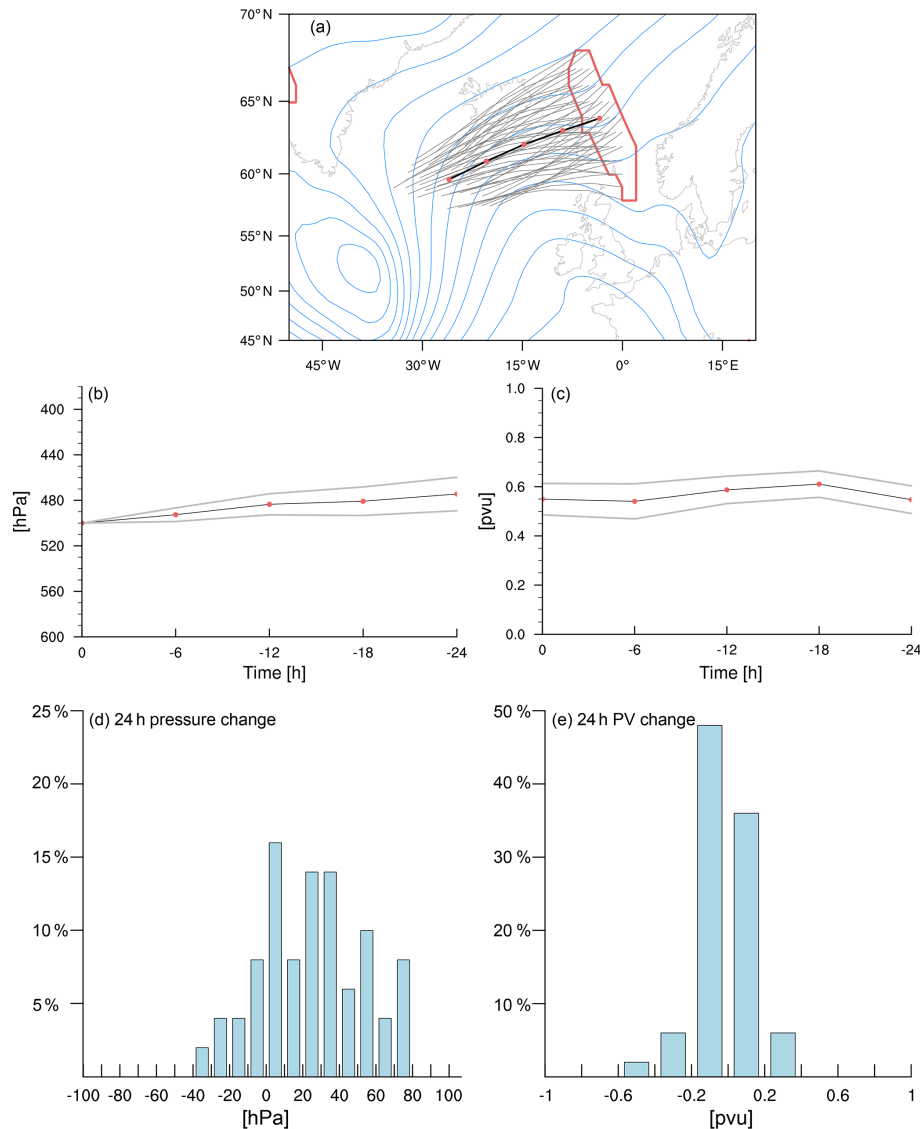 (a)
70° N
65° N
60° N
55° N
50° N
45° N
45° W 30° W 15° W 0° 15° E
(b)
400
440
480
520
560
600
[hPa]
0 -6 -12 -18 -24
Time [h]
(c)
1.0
0.8
0.6
0.4
0.2
0.0
[pvu]
0 -6 -12 -18 -24
Time [h]
(d) 24 h pressure change
25 %
20 %
15 %
10 %
5 %
-100 -80 -60 -40 -20 0 20 40 60 80 100
[hPa]
(e) 24 h PV change
50 %
40 %
30 %
20 %
10 %
-1 -0.6 -0.2 0.2 0.6 1
[pvu]